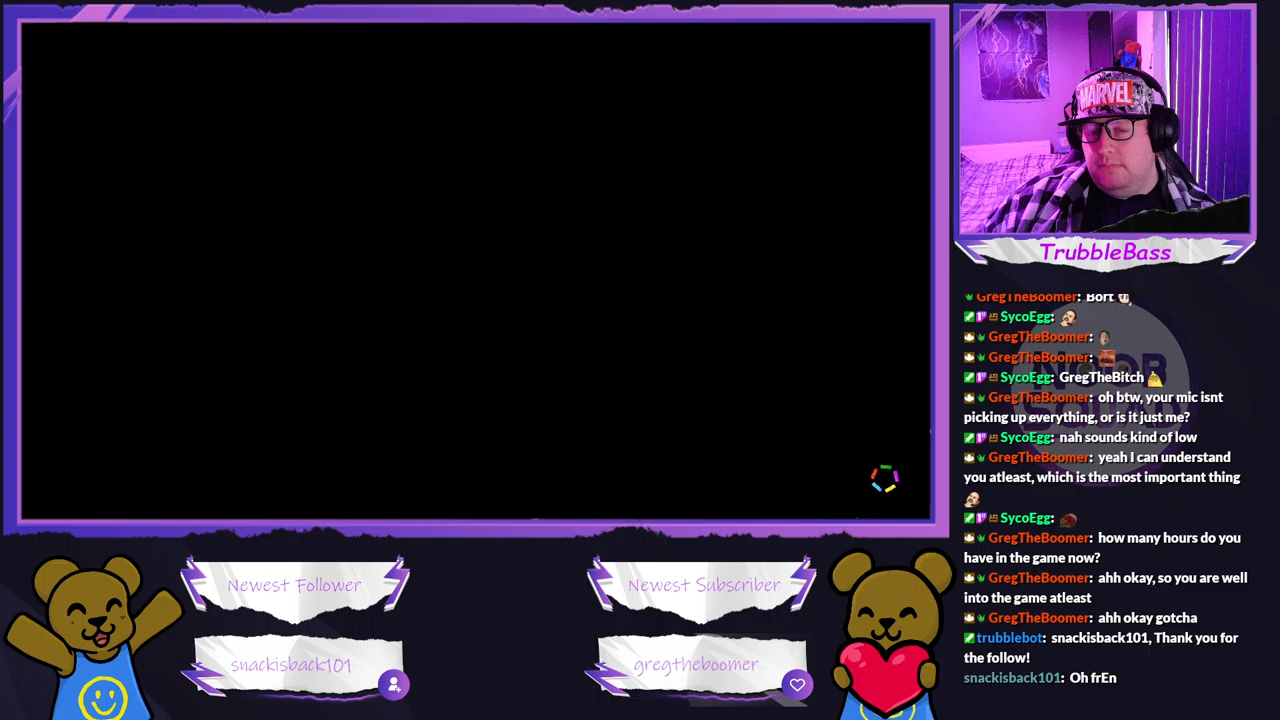 MARVEL
TrubbleBass
GregTheBoomer: Bort
SycoEgg:
GregTheBoomer:
GregTheBoomer:
SycoEgg: GregTheBitch
GregTheBoomer: oh btw, your mic isnt
picking up everything, or is it just me?
SycoEgg: nah sounds kind of low
GregTheBoomer: yeah I can understand
you atleast, which is the most important thing
SycoEgg:
GregTheBoomer: how many hours do you
have in the game now?
GregTheBoomer: ahh okay, so you are well
into the game atleast
GregTheBoomer: ahh okay gotcha
trubblebot: snackisback101, Thank you for
the follow!
snackisback101: Oh frEn
NOOB
SQUAD
Newest Follower
snackisback101
Newest Subscriber
gregtheboomer